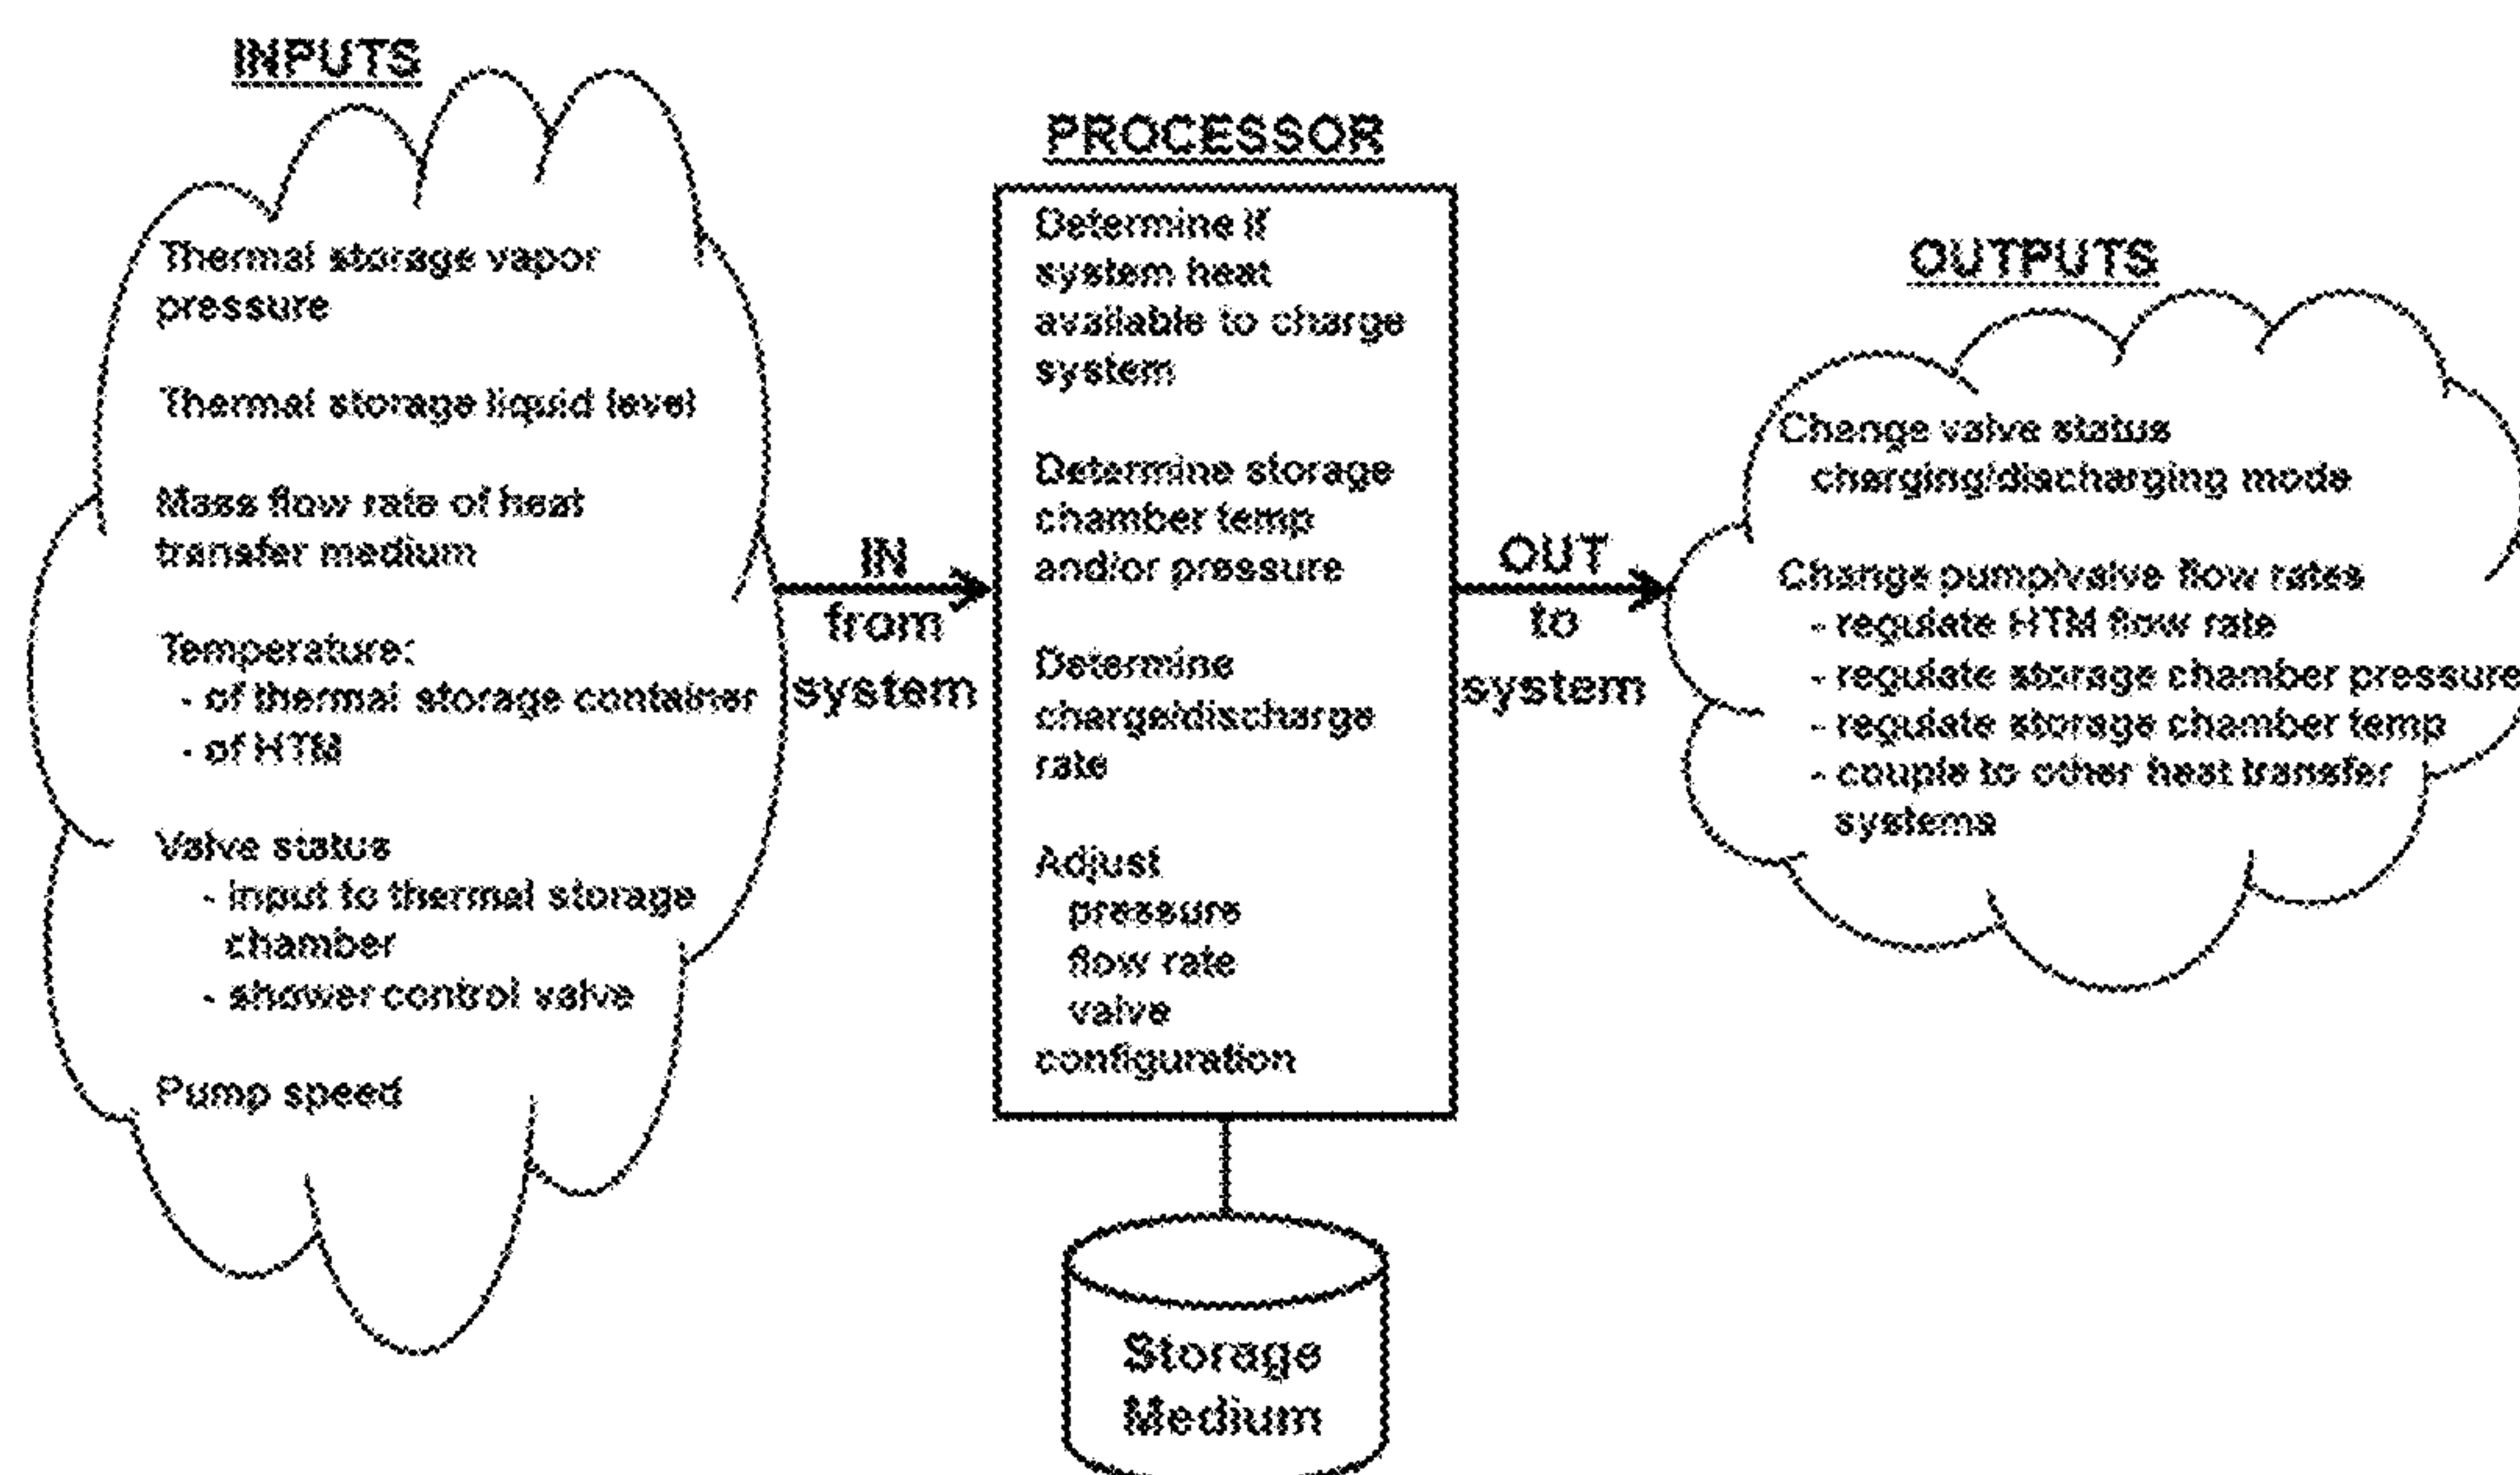 INPUTS
Thermal storage vapor
pressure
Thermal storage liquid level
Mass flow rate of heat
transfer medium
Temperature:
- of thermal storage container
- of HTM
Valve status
- input to thermal storage
chamber
- shower control valve
Pump speed
IN
from
system
PROCESSOR
Determine if
system heat
available to charge
system
Determine storage
chamber temp
and/or pressure
Determine
charge/discharge
rate
Adjust
pressure
flow rate
valve
configuration
Storage
Medium
OUT
to
system
OUTPUTS
Change valve status
charging/discharging mode
Change pump/valve flow rates
- regulate HTM flow rate
- regulate storage chamber pressure
- regulate storage chamber temp
- couple to other heat transfer
systems